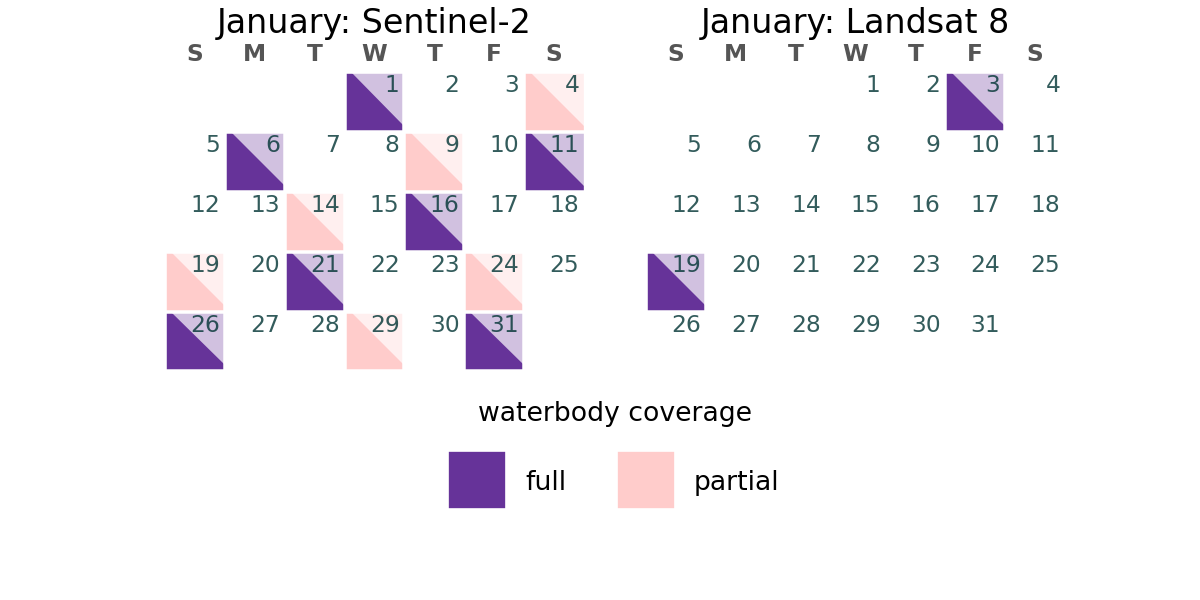 January: Sentinel-2
S M T W T F S
1 2 3 4
5 6 7 8 9 10 11
12 13 14 15 16 17 18
19 20 21 22 23 24 25
26 27 28 29 30 31
January: Landsat 8
S M T W T F S
1 2 3 4
5 6 7 8 9 10 11
12 13 14 15 16 17 18
19 20 21 22 23 24 25
26 27 28 29 30 31
waterbody coverage
full partial